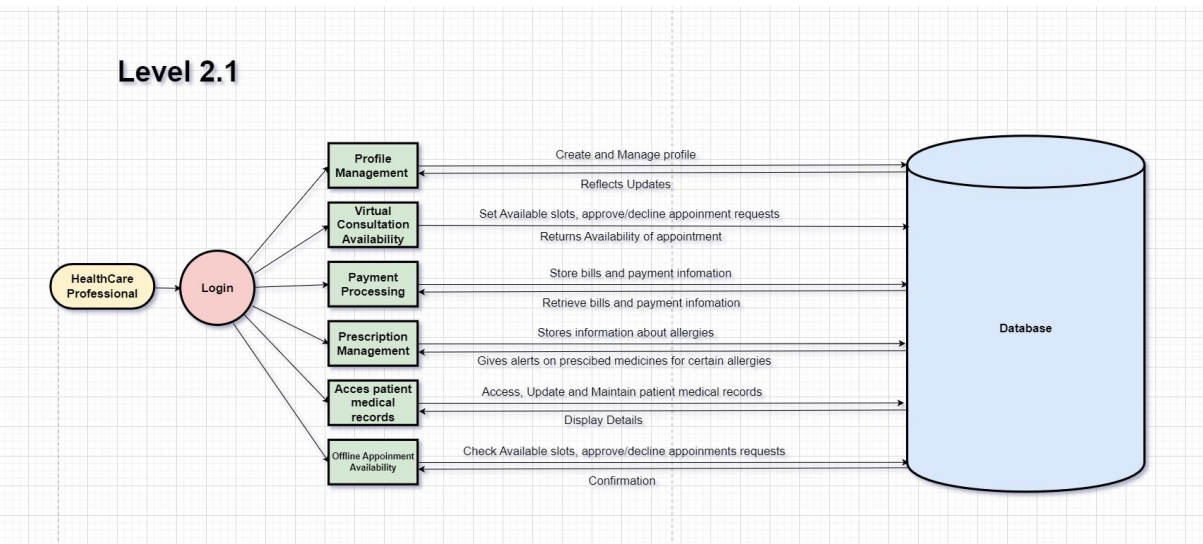 Level 2.1
HealthCare
Professional
Login
Profile
Management
Create and Manage profile
Reflects Updates
Virtual
Consultation
Availability
Set Available slots, approve/decline appoinment requests
Returns Availability of appointment
Payment
Processing
Store bills and payment infomation
Retrieve bills and payment infomation
Prescription
Management
Stores information about allergies
Gives alerts on prescibed medicines for certain allergies
Acces patient
medical
records
Access, Update and Maintain patient medical records
Display Details
Offline Appoinment
Availability
Check Available slots, approve/decline appoinments requests
Confirmation
Database